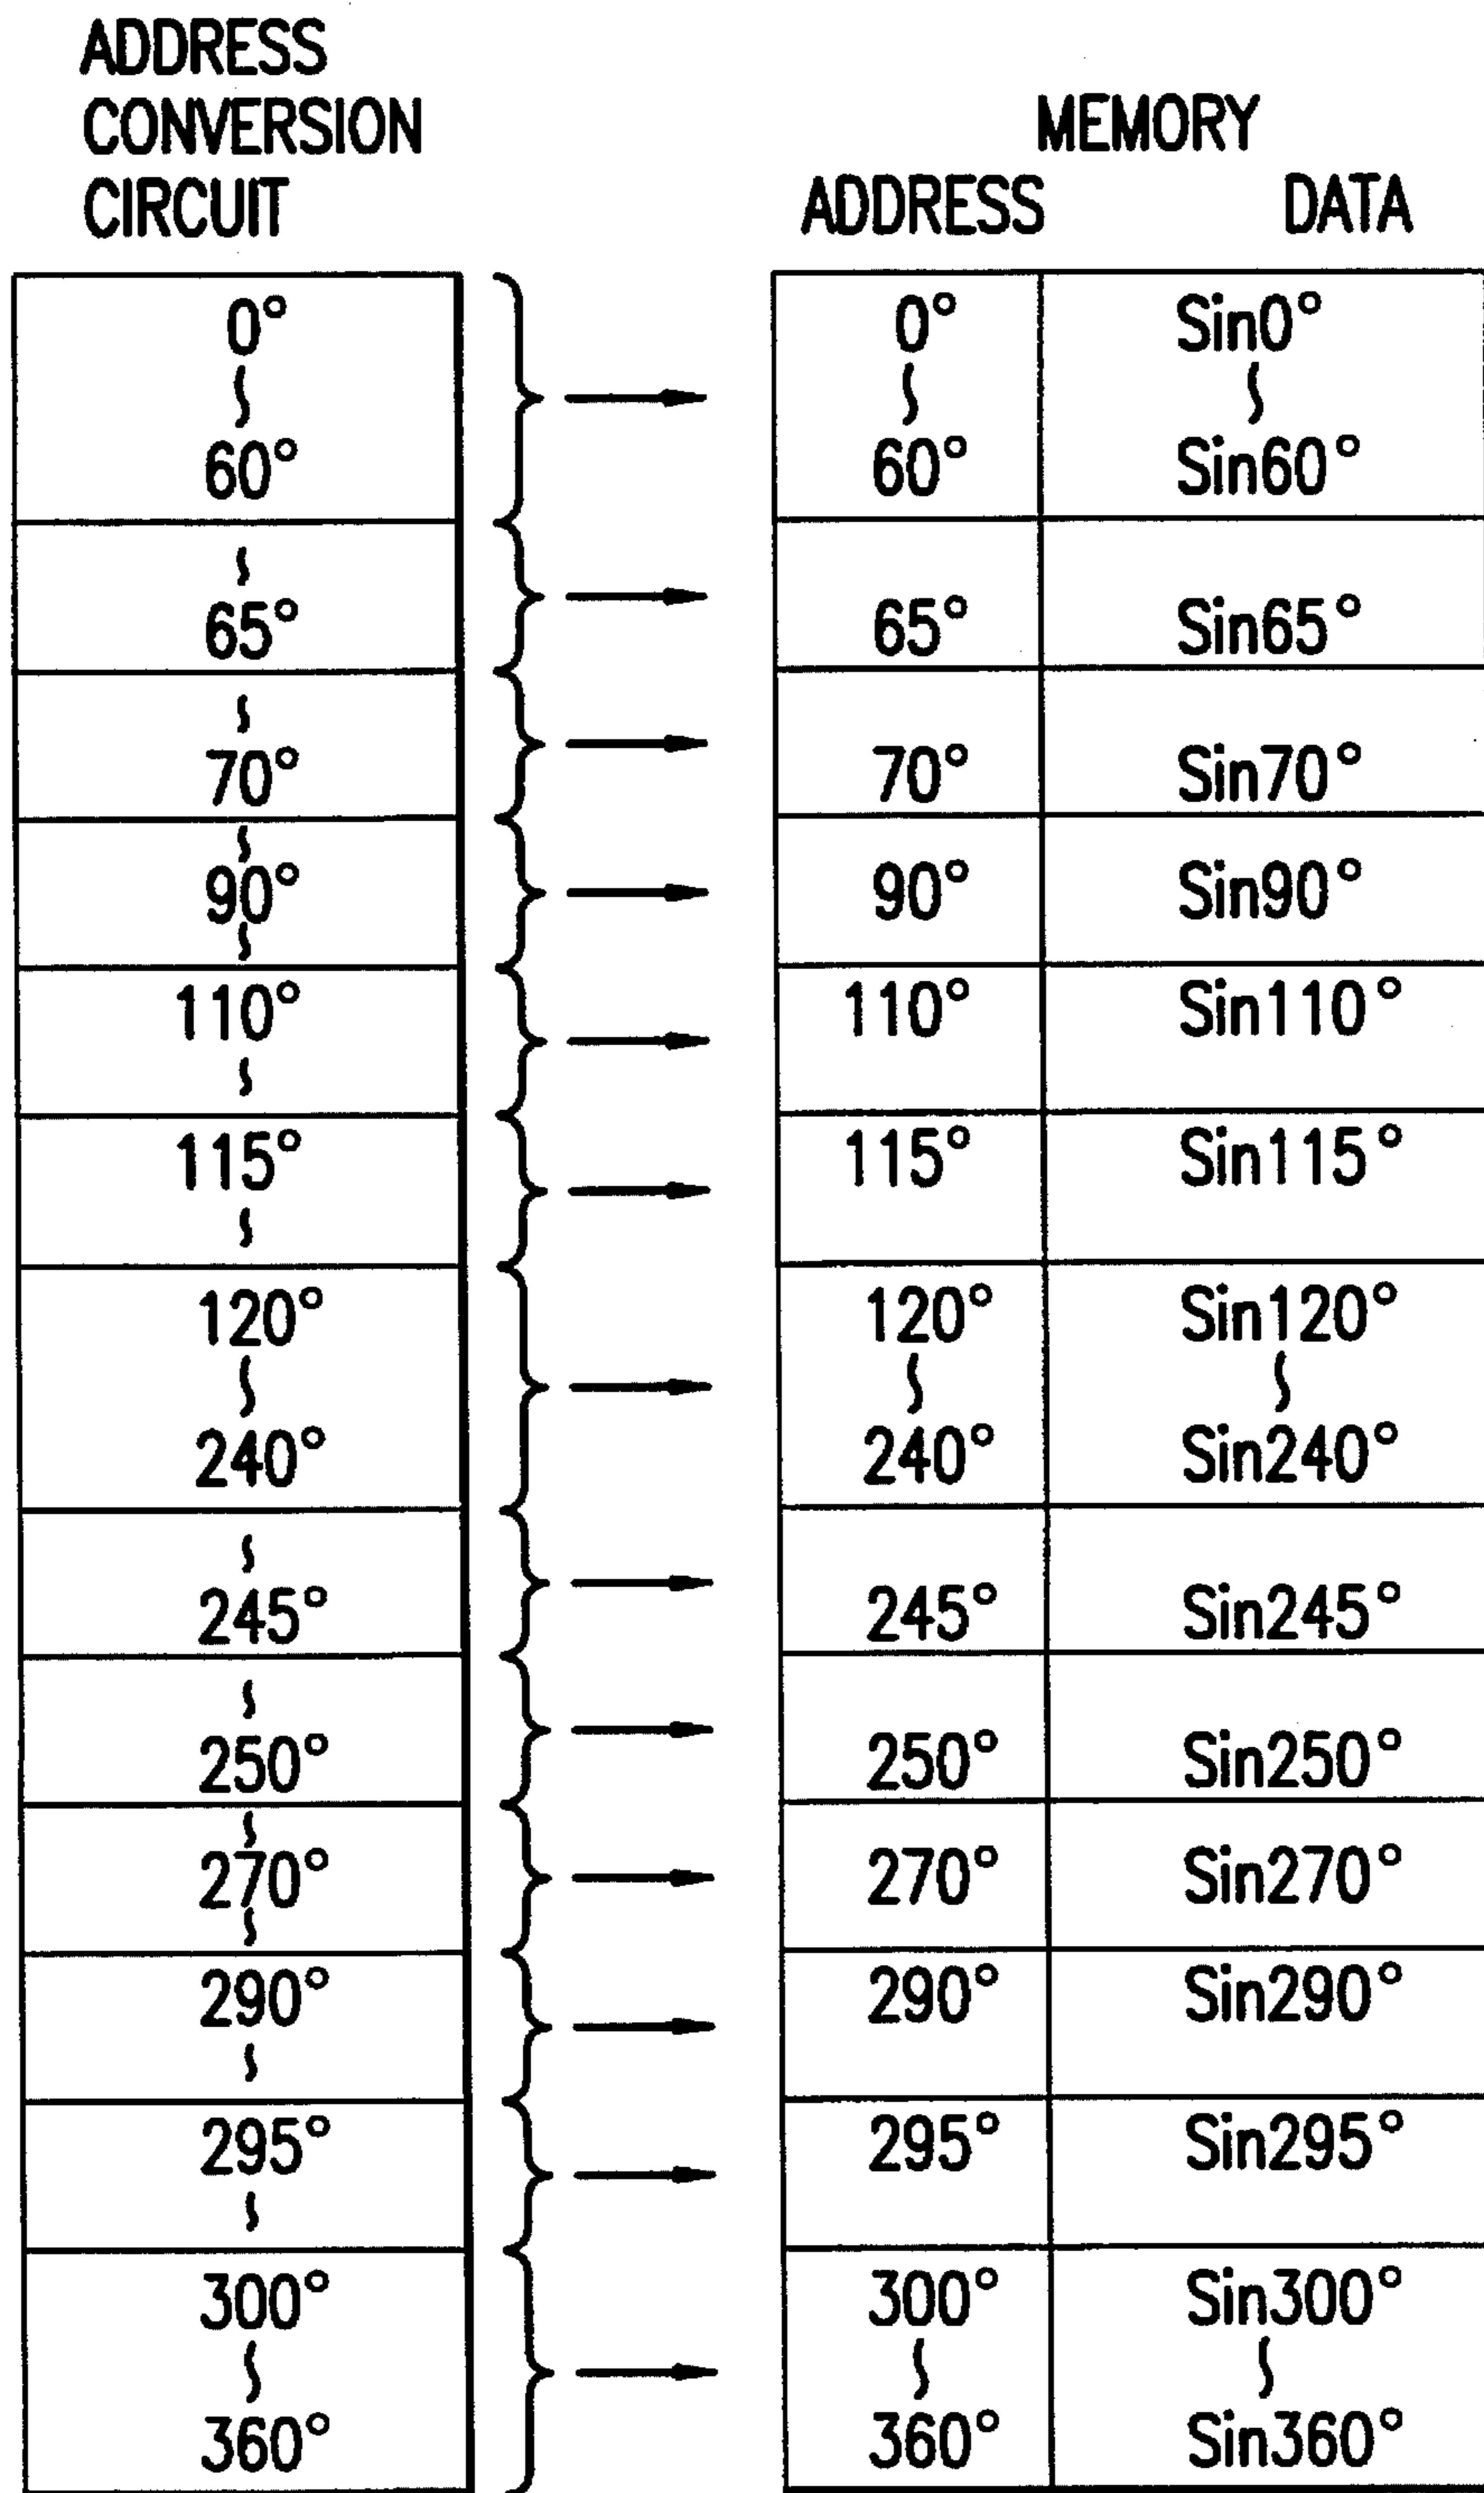 ADDRESS
CONVERSION
CIRCUIT
MEMORY
ADDRESS DATA
0° 0° Sin0°
~ ~ ~
60° 60° Sin60°
~
65° 65° Sin65°
~
70° 70° Sin70°
~
90° 90° Sin90°
~
110° 110° Sin110°
~
115° 115° Sin115°
~
120° 120° Sin120°
~ ~ ~
240° 240° Sin240°
~
245° 245° Sin245°
~
250° 250° Sin250°
~
270° 270° Sin270°
~
290° 290° Sin290°
~
295° 295° Sin295°
~
300° 300° Sin300°
~ ~ ~
360° 360° Sin360°